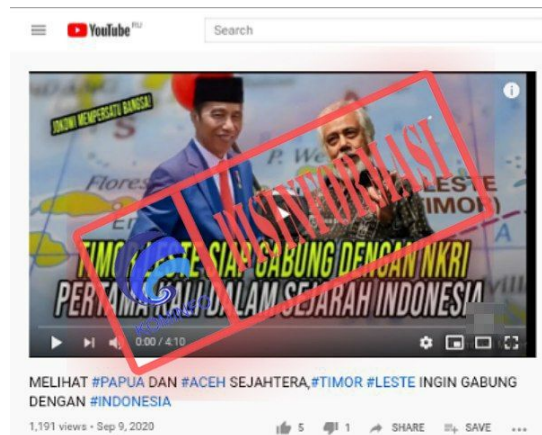 YouTube RU
Search
JOKOWI MEMPERSATU BANGSA!
Flores
P. We
LESTE
TIMOR)
DISINFORMASI
TIMOR LESTE SIAP GABUNG DENGAN NKRI
PERTAMA KALI DALAM SEJARAH INDONESIA
KOMINFO
0:00 / 4:10
MELIHAT #PAPUA DAN #ACEH SEJAHTERA,#TIMOR #LESTE INGIN GABUNG
DENGAN #INDONESIA
1,191 views • Sep 9, 2020
5
1
SHARE
SAVE